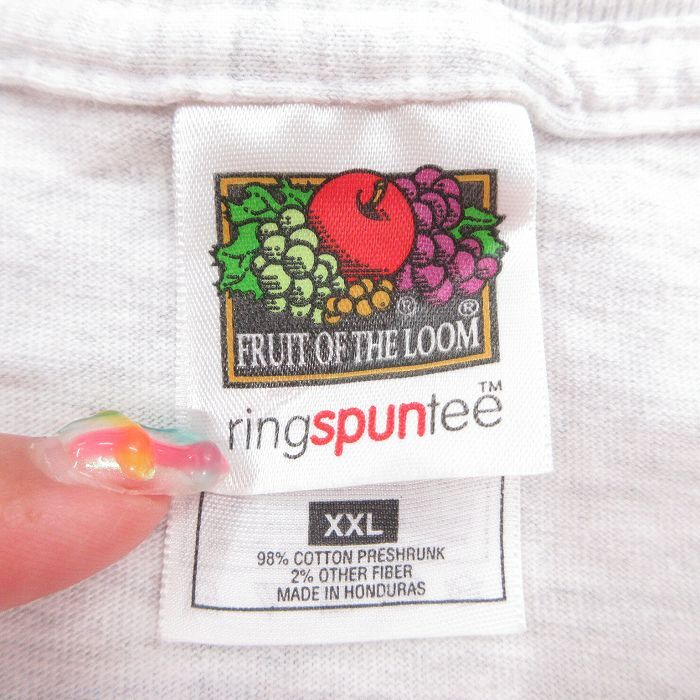 ® ®
FRUIT OF THE LOOM
ringspuntee™
XXL
98% COTTON PRESHRUNK
2% OTHER FIBER
MADE IN HONDURAS